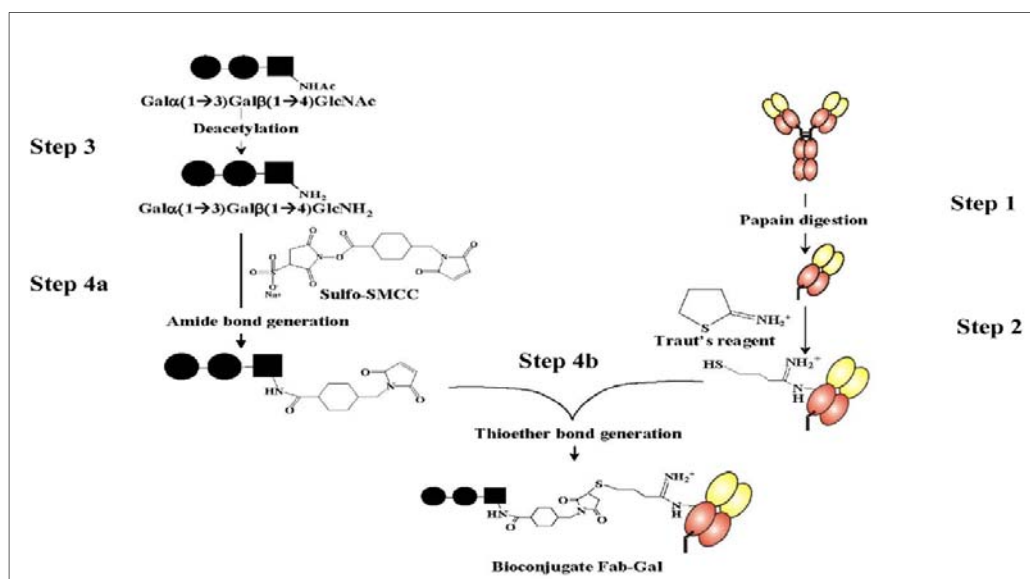 NHAc
Galα(1→3)Galβ(1→4)GlcNAc
Deacetylation
Step 3
NH₂
Galα(1→3)Galβ(1→4)GlcNH₂
O
O
O
N-O
N
O
S
O
O
O
Na+
Sulfo-SMCC
Step 4a
Amide bond generation
HN
O
O
N
O
Step 1
Papain digestion
S
NH₂⁺
Traut's reagent
Step 2
HS
NH₂⁺
N
H
Step 4b
Thioether bond generation
HN
O
O
N
O
S
NH₂⁺
N
H
Bioconjugate Fab-Gal